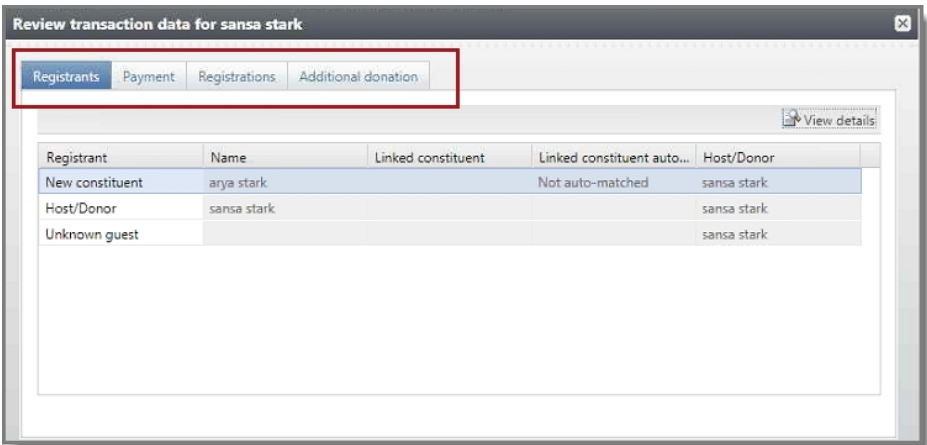 Review transaction data for sansa stark
Registrants Payment Registrations Additional donation
View details
Registrant Name Linked constituent Linked constituent auto... Host/Donor
New constituent arya stark Not auto-matched sansa stark
Host/Donor sansa stark sansa stark
Unknown guest sansa stark